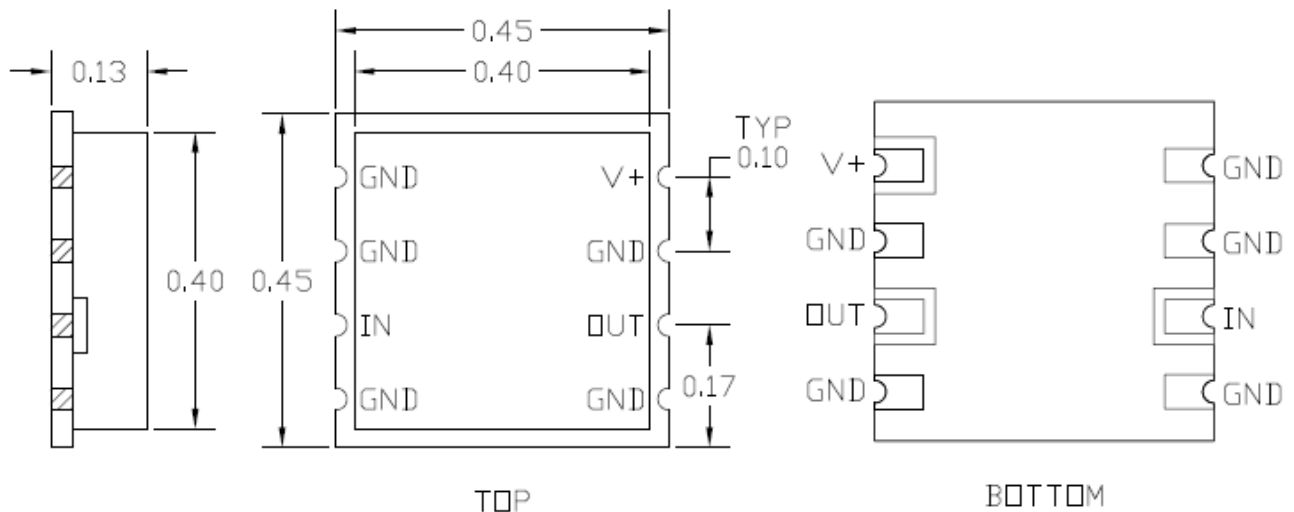 0.45
0.13
0.40
TYP
0.10
GND
V+
GND
GND
IN
OUT
GND
GND
0.40
0.45
0.17
TOP
V+
GND
GND
GND
OUT
IN
GND
GND
BOTTOM